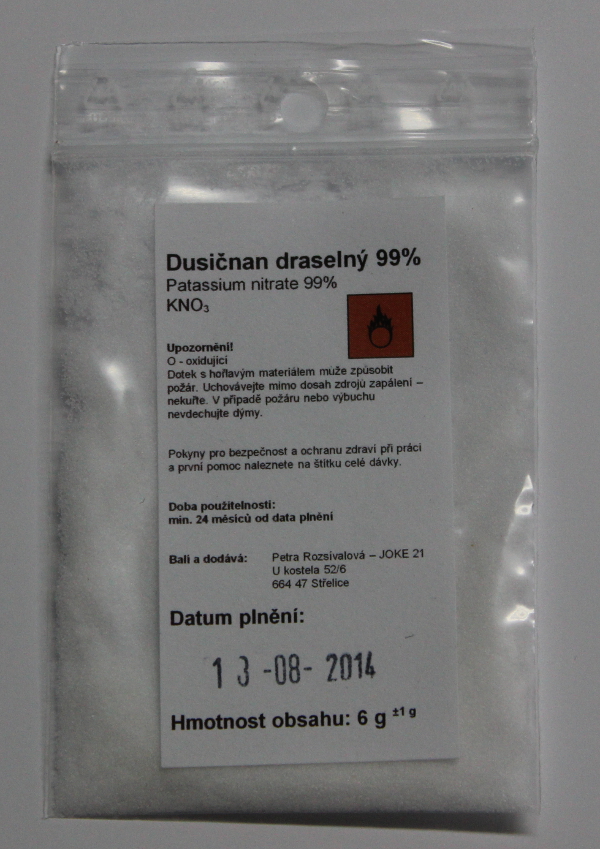 Dusičnan draselný 99%
Patassium nitrate 99%
KNO₃
Upozornění!
O - oxidující
Dotek s hořlavým materiálem může způsobit
požár. Uchovávejte mimo dosah zdrojů zapálení –
nekuřte. V případě požáru nebo výbuchu
nevdechujte dýmy.
Pokyny pro bezpečnost a ochranu zdraví při práci
a první pomoc naleznete na štítku celé dávky.
Doba použitelnosti:
min. 24 měsíců od data plnění
Balí a dodává: Petra Rozsívalová – JOKE 21
U kostela 52/6
664 47 Střelice
Datum plnění:
13 -08- 2014
Hmotnost obsahu: 6 g ±1 g